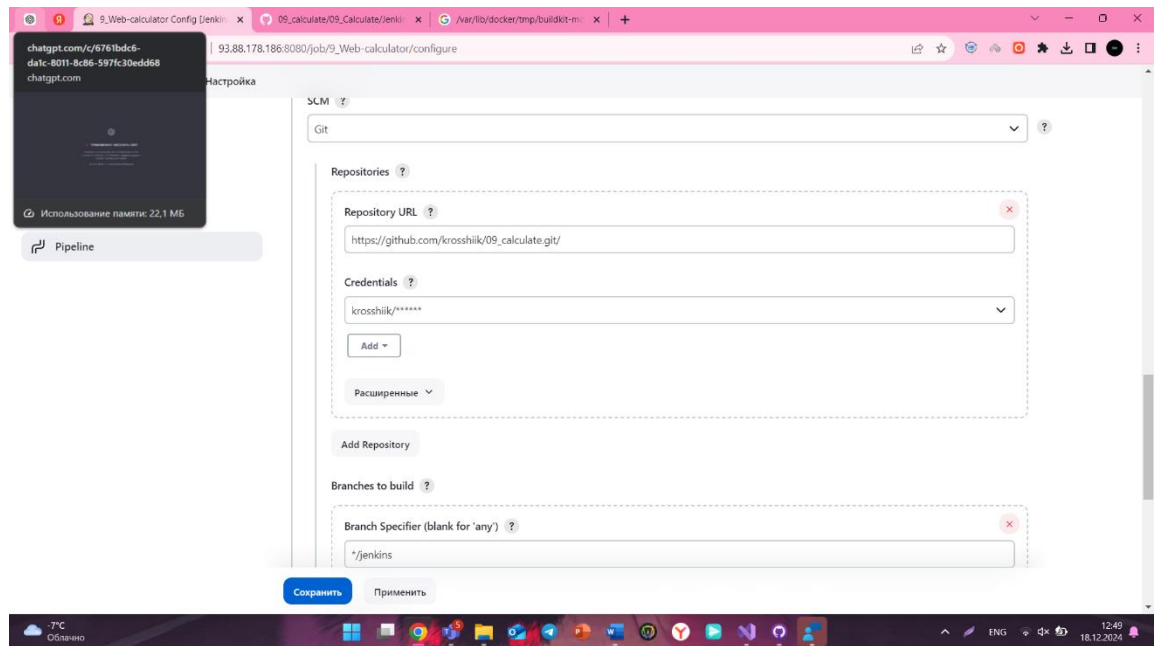 9_Web-calculator Config [Jenkin
09_calculate/09_Calculate/Jenki
/var/lib/docker/tmp/buildkit-mo
93.88.178.186:8080/job/9_Web-calculator/configure
chatgpt.com/c/6761bdc6-
da1c-8011-8c86-597fc30edd68
chatgpt.com
Настройка
Использование памяти: 22,1 МБ
Pipeline
SCM ?
Git
?
Repositories ?
Repository URL ?
https://github.com/krosshiik/09_calculate.git/
Credentials ?
krosshiik/******
Add
Расширенные
Add Repository
Branches to build ?
Branch Specifier (blank for 'any') ?
*/jenkins
Сохранить
Применить
-7°C
Облачно
ENG
12:49
18.12.2024